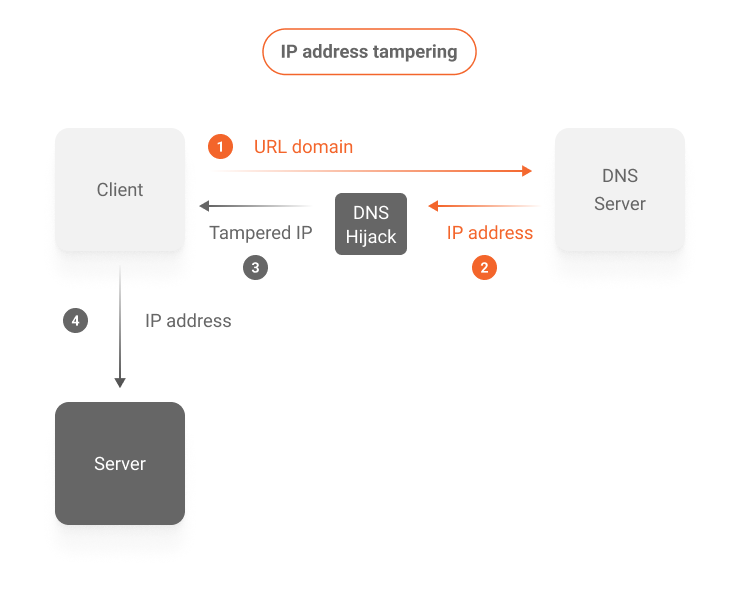 IP address tampering
1 URL domain
Client
DNS
Server
DNS
Hijack
Tampered IP
IP address
3
2
4 IP address
Server